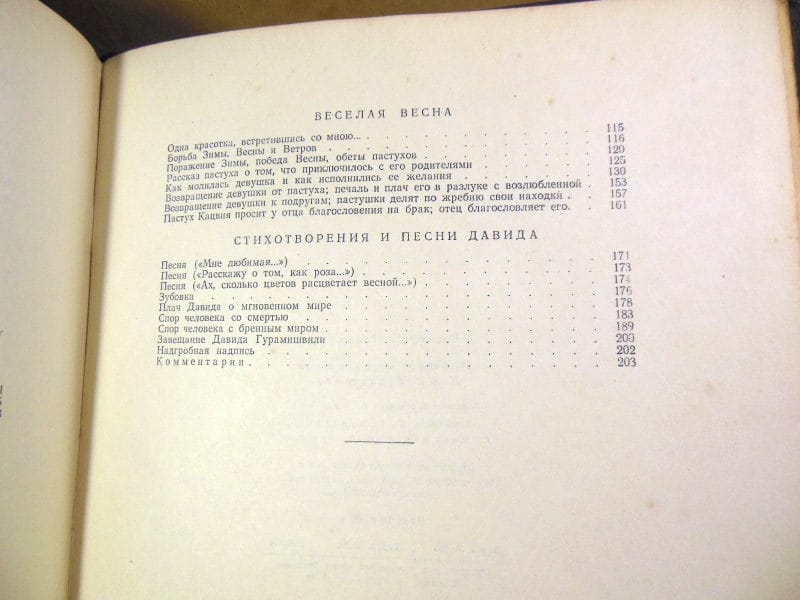 ВЕСЕЛАЯ ВЕСНА
Одна красотка, встретившись со мною... 115
Борьба Зимы, Весны и Ветров 116
Поражение Зимы, победа Весны, обеты пастухов 120
Рассказ пастуха о том, что приключилось с его родителями 125
Как молилась девушка и как исполнились ее желания 130
Возвращение девушки от пастуха; печаль и плач его в разлуке с возлюбленной . 153
Возвращение девушки к подругам; пастушки делят по жребию свои находки . 157
Пастух Кацвия просит у отца благословения на брак; отец благословляет его. . 161
СТИХОТВОРЕНИЯ И ПЕСНИ ДАВИДА
Песня («Мне любимая...») 171
Песня («Расскажу о том, как роза...») 173
Песня («Ах, сколько цветов расцветает весной...») 174
Зубовка 176
Плач Давида о мгновенном мире 178
Спор человека со смертью 183
Спор человека с бренным миром 189
Завещание Давида Гурамишвили 200
Надгробная надпись 202
Комментарии 203